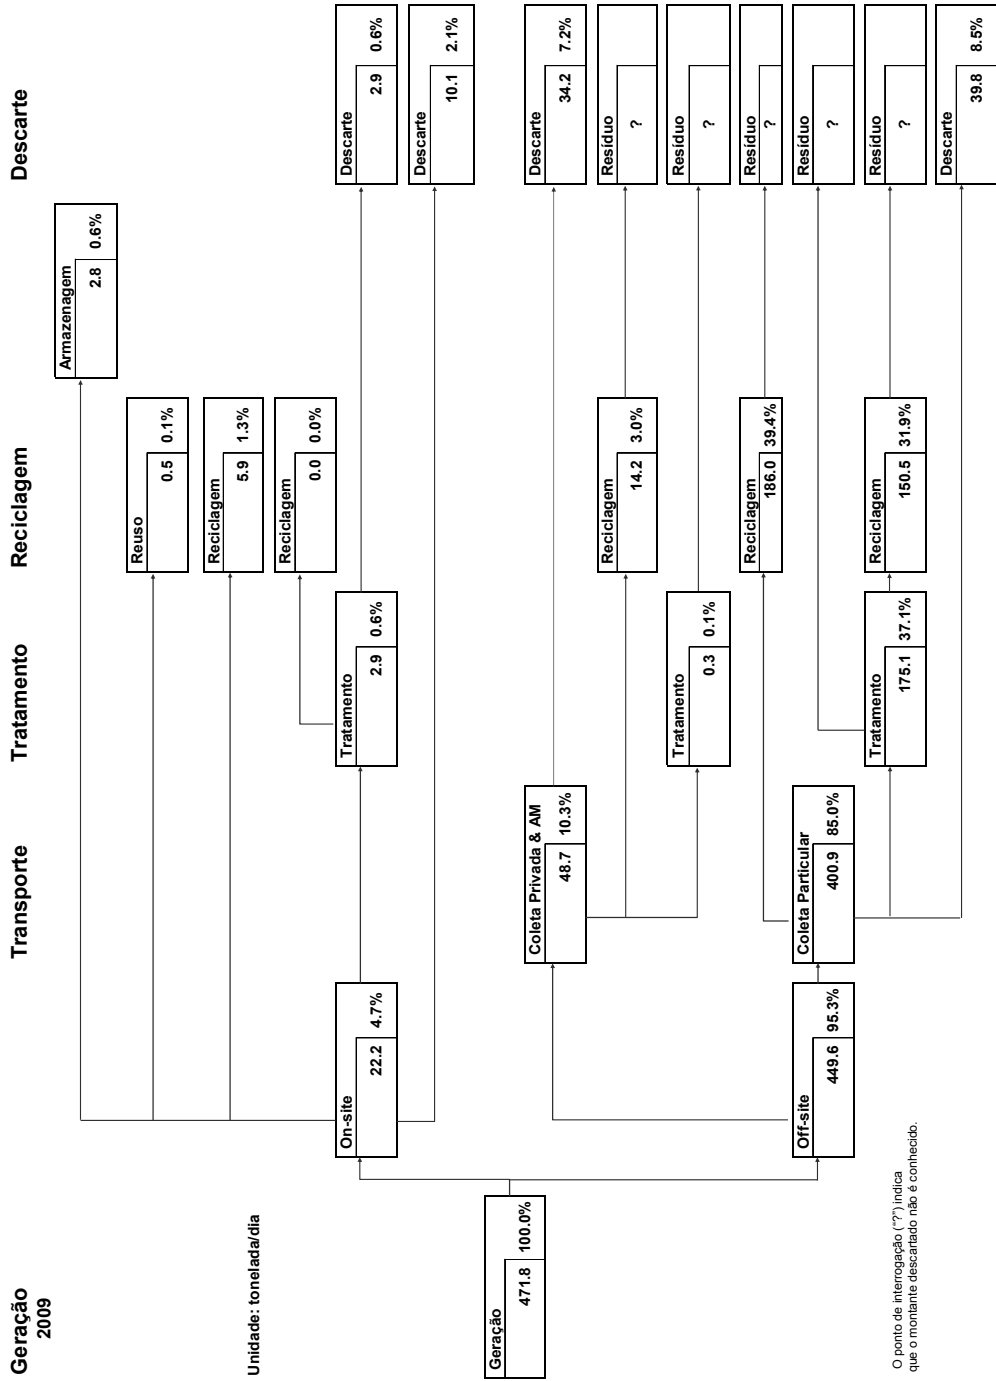 Geração
2009
Transporte
Tratamento
Reciclagem
Descarte
Unidade: tonelada/dia
Armazenagem
2.8 0.6%
Reuso
0.5 0.1%
Reciclagem
5.9 1.3%
Reciclagem
0.0 0.0%
On-site
22.2 4.7%
Tratamento
2.9 0.6%
Descarte
2.9 0.6%
Descarte
10.1 2.1%
Geração
471.8 100.0%
Coleta Privada & AM
48.7 10.3%
Descarte
34.2 7.2%
Reciclagem
14.2 3.0%
Resíduo
?
Tratamento
0.3 0.1%
Resíduo
?
Reciclagem
186.0 39.4%
Resíduo
?
Off-site
449.6 95.3%
Coleta Particular
400.9 85.0%
Resíduo
?
Tratamento
175.1 37.1%
Reciclagem
150.5 31.9%
Resíduo
?
Descarte
39.8 8.5%
O ponto de interrogação ("?") indica
que o montante descartado não é conhecido.